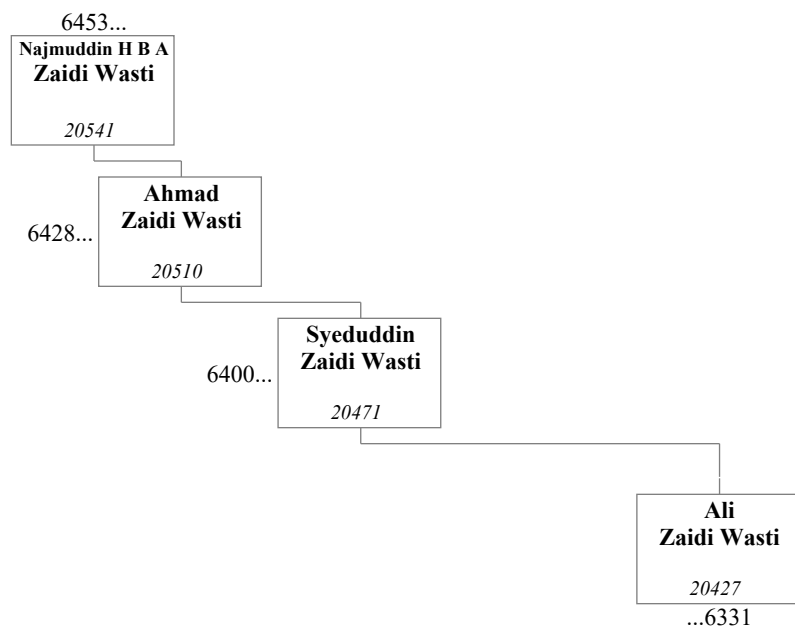 6453...
Najmuddin H B A
Zaidi Wasti
20541
Ahmad
Zaidi Wasti
6428...
20510
Syeduddin
Zaidi Wasti
6400...
20471
Ali
Zaidi Wasti
20427
...6331